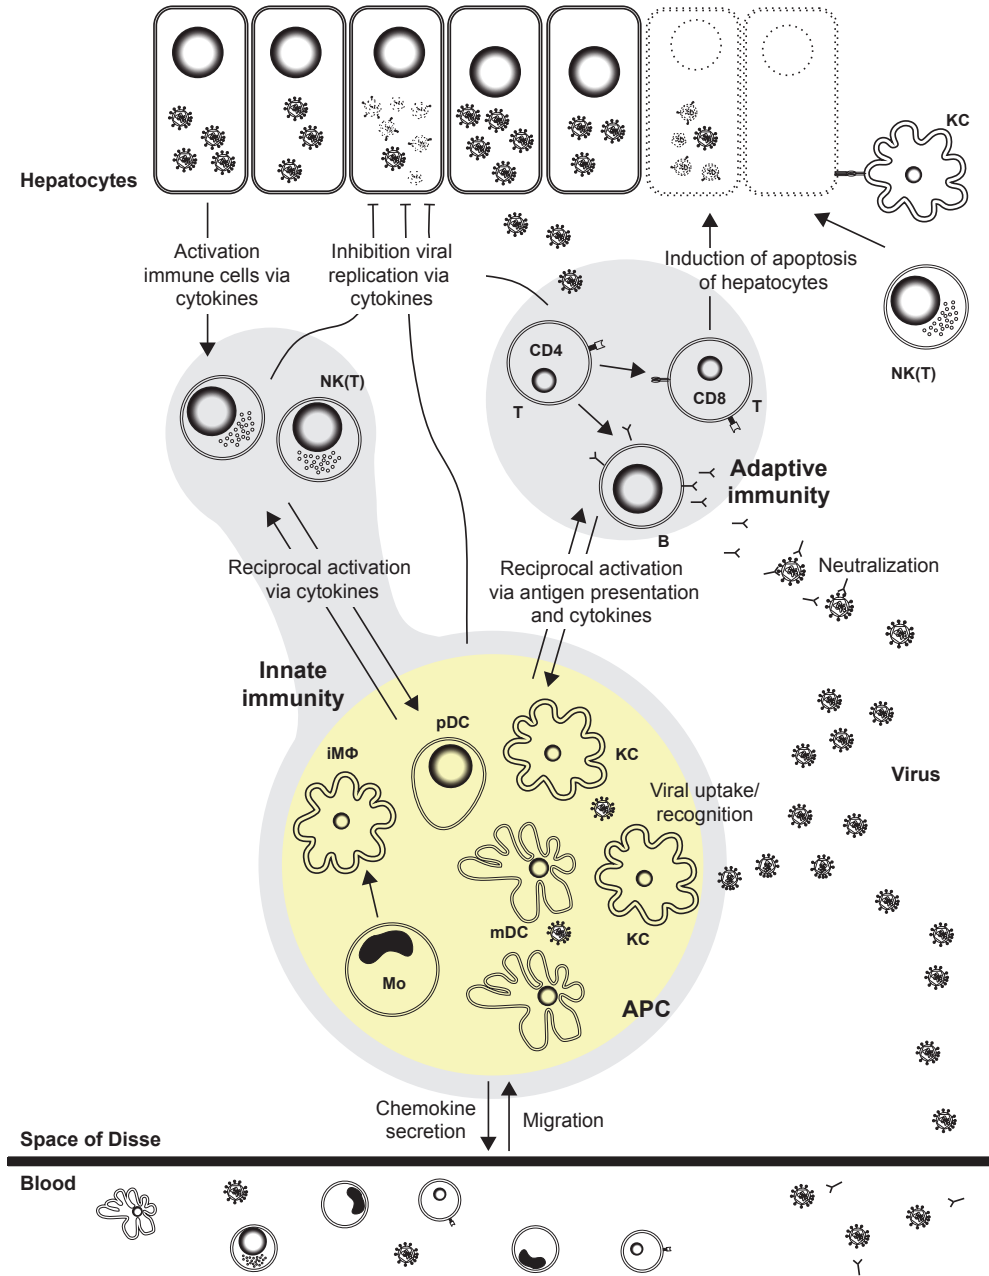 KC
Hepatocytes
Activation
immune cells via
cytokines
Inhibition viral
replication via
cytokines
Induction of apoptosis
of hepatocytes
NK(T)
NK(T)
CD4
T
CD8
T
B
Adaptive
immunity
Reciprocal activation
via cytokines
Reciprocal activation
via antigen presentation
and cytokines
Neutralization
Innate
immunity
pDC
iMΦ
KC
Viral uptake/
recognition
Virus
mDC
KC
Mo
APC
Chemokine
secretion
Migration
Space of Disse
Blood